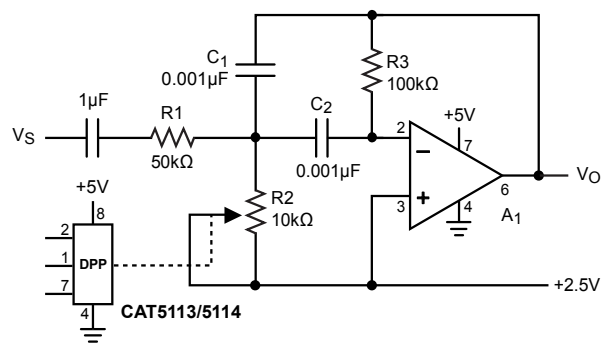 C1
0.001μF
R3
100kΩ
1μF
R1
C2
+5V
VS
50kΩ
0.001μF
2
7
VO
6
3
4
A1
R2
10kΩ
+5V
8
2
1
DPP
7
4
CAT5113/5114
+2.5V